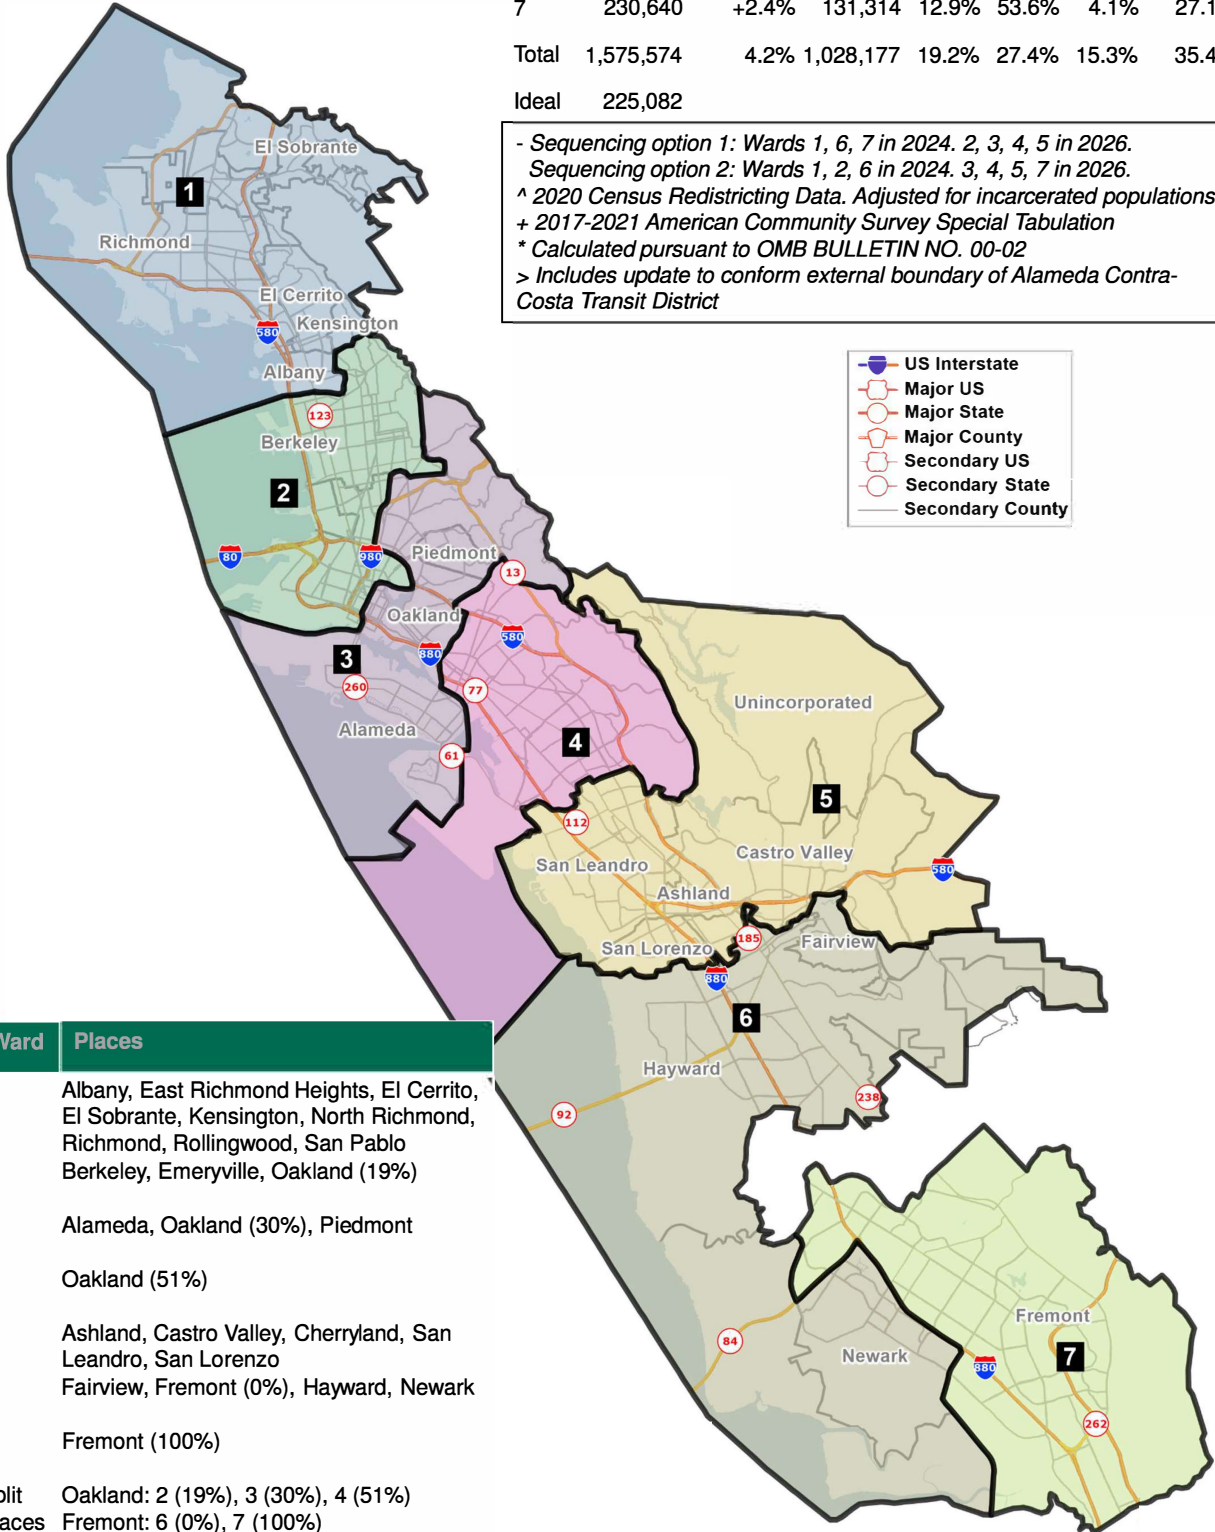 7 230,640 +2.4% 131,314 12.9% 53.6% 4.1% 27.1
Total 1,575,574 4.2% 1,028,177 19.2% 27.4% 15.3% 35.4
Ideal 225,082
- Sequencing option 1: Wards 1, 6, 7 in 2024. 2, 3, 4, 5 in 2026.
Sequencing option 2: Wards 1, 2, 6 in 2024. 3, 4, 5, 7 in 2026.
^ 2020 Census Redistricting Data. Adjusted for incarcerated populations
+ 2017-2021 American Community Survey Special Tabulation
* Calculated pursuant to OMB BULLETIN NO. 00-02
> Includes update to conform external boundary of Alameda Contra-
Costa Transit District
El Sobrante
1
Richmond
El Cerrito
Kensington
580
Albany
US Interstate
Major US
Major State
Major County
Secondary US
Secondary State
Secondary County
123
Berkeley
2
80
980
Piedmont
13
Oakland
580
880
3
260
77
Alameda
61
4
Unincorporated
5
112
San Leandro
Castro Valley
580
Ashland
185
Fairview
San Lorenzo
880
6
Hayward
92
238
84
Newark
Fremont
7
880
262
Ward Places
Albany, East Richmond Heights, El Cerrito,
El Sobrante, Kensington, North Richmond,
Richmond, Rollingwood, San Pablo
Berkeley, Emeryville, Oakland (19%)
Alameda, Oakland (30%), Piedmont
Oakland (51%)
Ashland, Castro Valley, Cherryland, San
Leandro, San Lorenzo
Fairview, Fremont (0%), Hayward, Newark
Fremont (100%)
plit Oakland: 2 (19%), 3 (30%), 4 (51%)
aces Fremont: 6 (0%), 7 (100%)